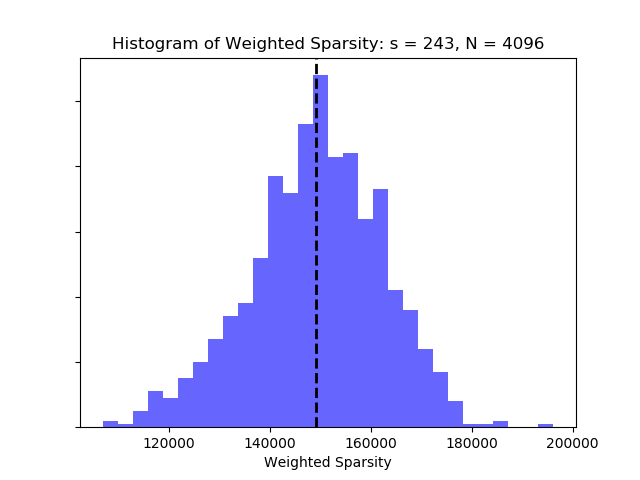 Histogram of Weighted Sparsity: s = 243, N = 4096
120000 140000 160000 180000 200000
Weighted Sparsity